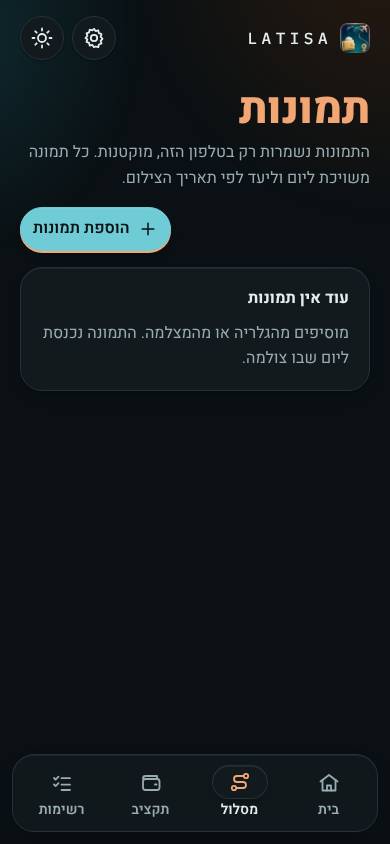 LATISA
תמונות
התמונות נשמרות רק בטלפון הזה, מוקטנות. כל תמונה
משויכת ליום וליעד לפי תאריך הצילום.
+ הוספת תמונות
עוד אין תמונות
מוסיפים מהגלריה או מהמצלמה. התמונה נכנסת
ליום שבו צולמה.
בית
מסלול
תקציב
רשימות